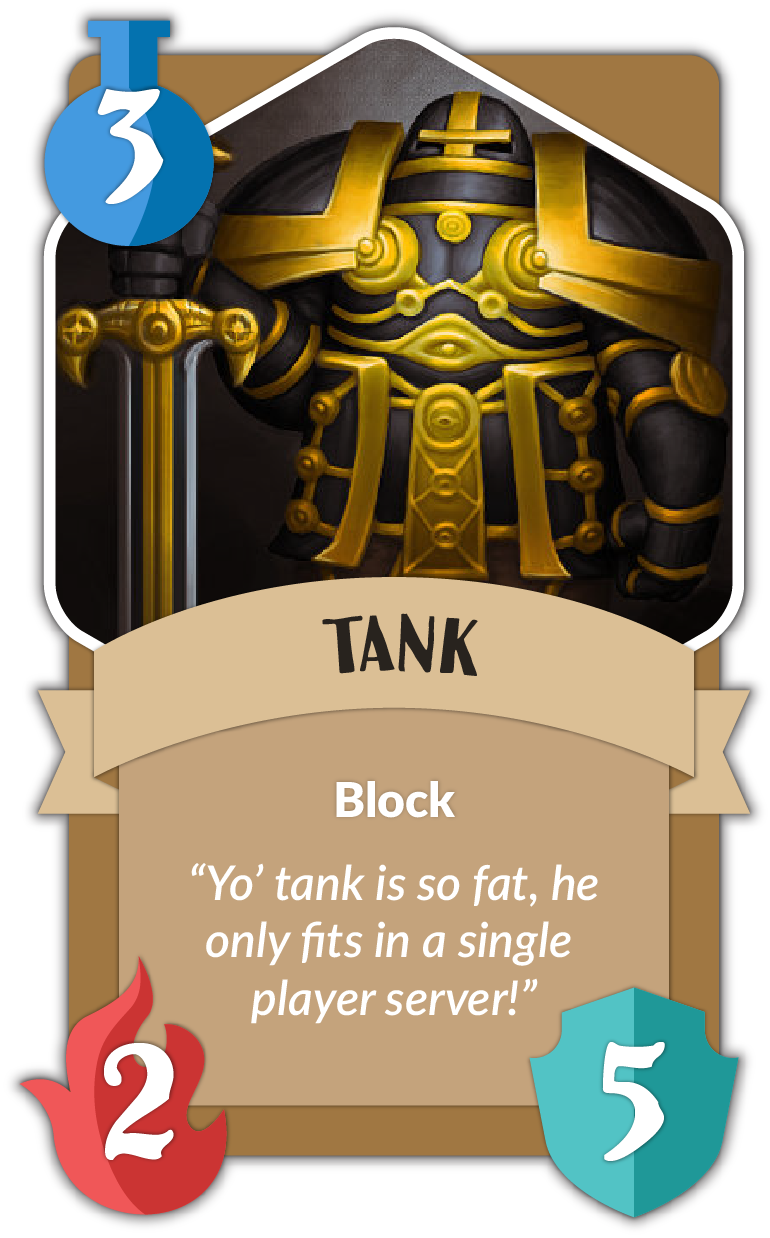 3
TANK
Block
“Yo’ tank is so fat, he
only fits in a single
player server!”
2
5